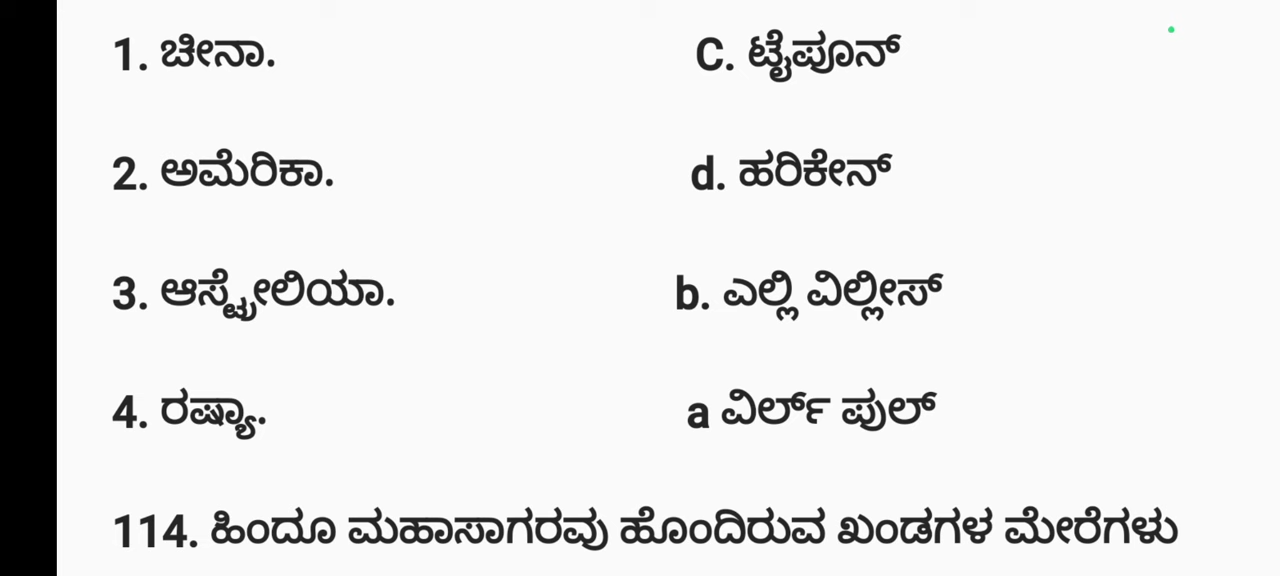 1. ಚೀನಾ. C. ಟೈಪೂನ್
2. ಅಮೆರಿಕಾ. d. ಹರಿಕೇನ್
3. ಆಸ್ಟ್ರೇಲಿಯಾ. b. ಎಲ್ಲಿ ವಿಲ್ಲೀಸ್
4. ರಷ್ಯಾ. a ವಿರ್ಲ್ ಪುಲ್
114. ಹಿಂದೂ ಮಹಾಸಾಗರವು ಹೊಂದಿರುವ ಖಂಡಗಳ ಮೇರೆಗಳು